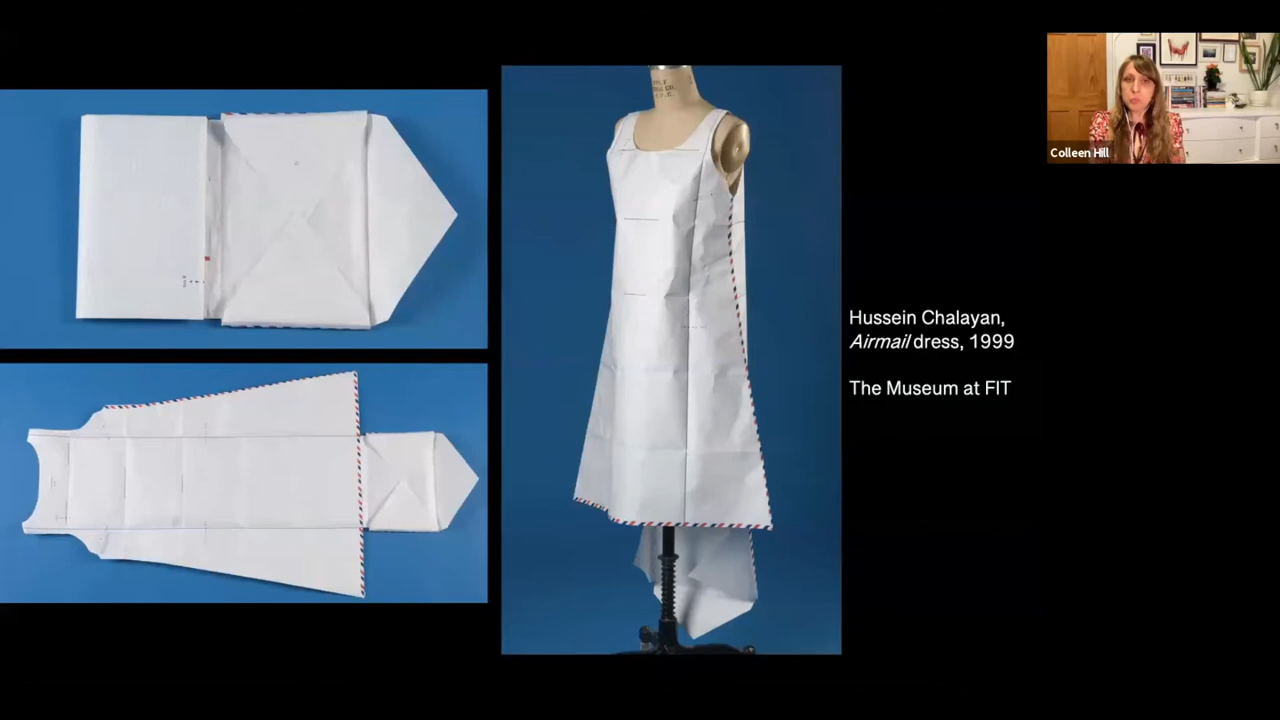 Hussein Chalayan,
Airmail dress, 1999
The Museum at FIT
Colleen Hill